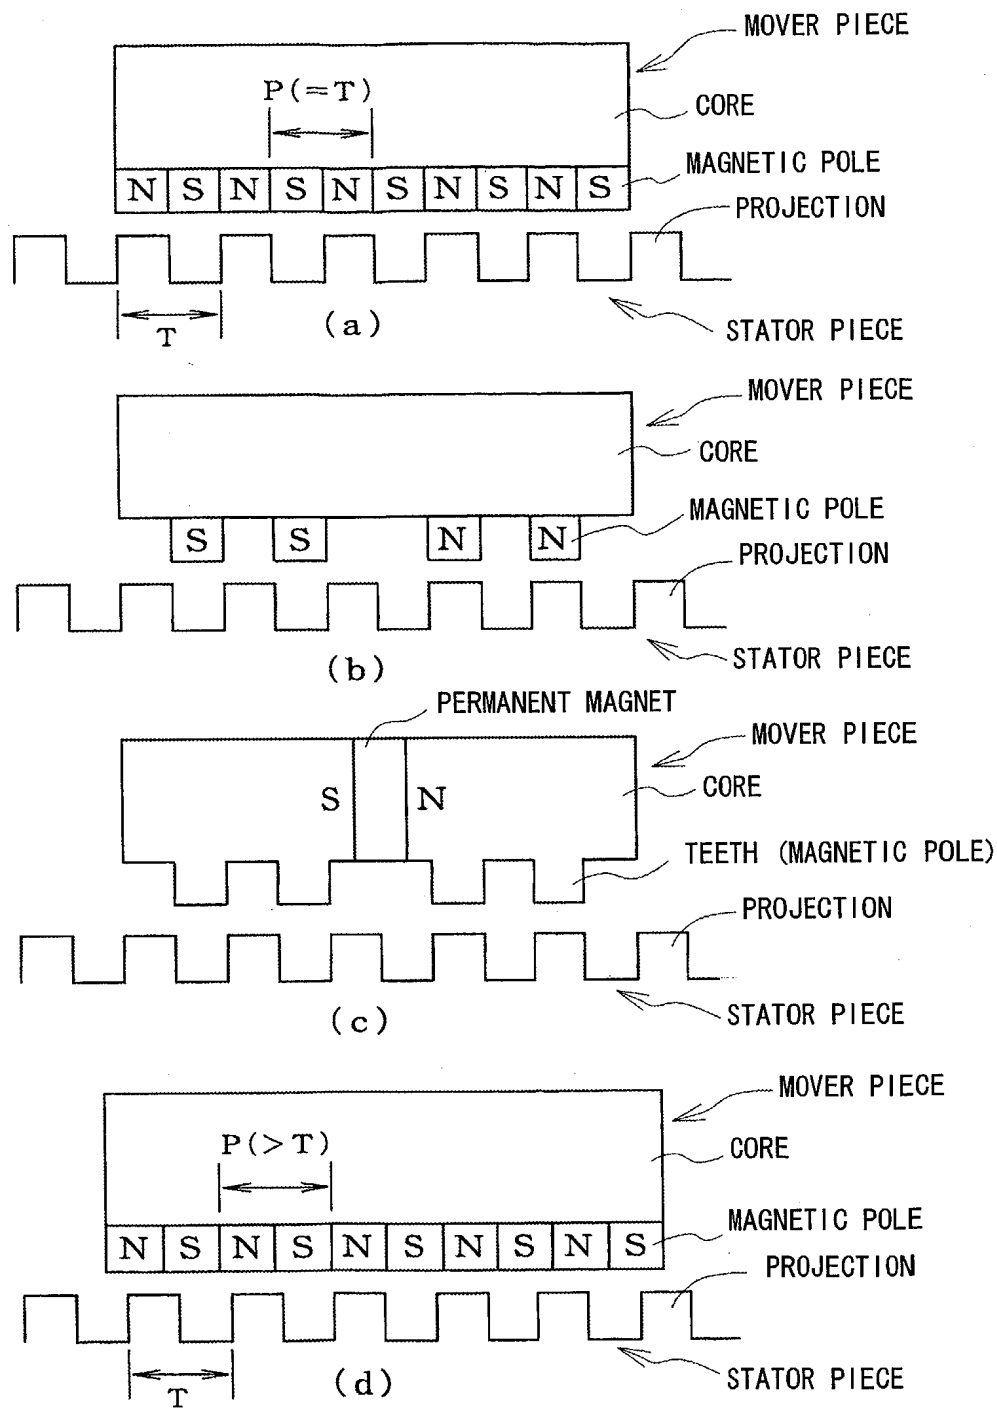 MOVER PIECE
P(=T)
CORE
MAGNETIC POLE
N S N S N S N S N S
PROJECTION
T
(a)
STATOR PIECE
MOVER PIECE
CORE
MAGNETIC POLE
S S N N
PROJECTION
(b)
STATOR PIECE
PERMANENT MAGNET
MOVER PIECE
S N
CORE
TEETH (MAGNETIC POLE)
PROJECTION
(c)
STATOR PIECE
MOVER PIECE
P(>T)
CORE
MAGNETIC POLE
N S N S N S N S N S
PROJECTION
T
(d)
STATOR PIECE